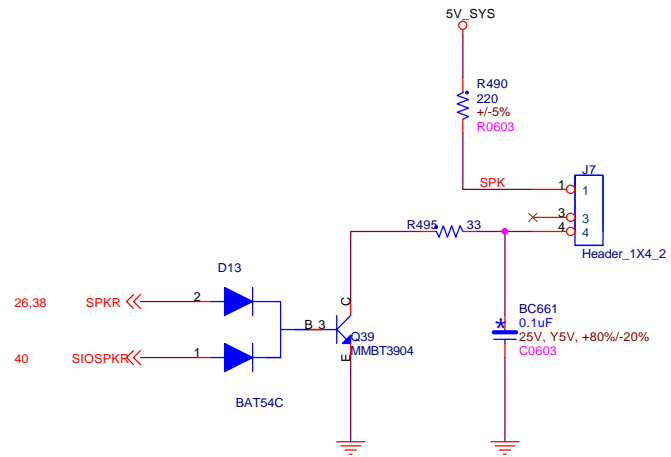 5V_SYS
R490
220
+/-5%
R0603
J7
SPK
1
1
3
3
4
4
Header_1X4_2
R495
33
D13
26,38
SPKR
2
B
3
C
Q39
MMBT3904
E
BC661
0.1uF
25V, Y5V, +80%/-20%
C0603
40
SIOSPKR
1
BAT54C